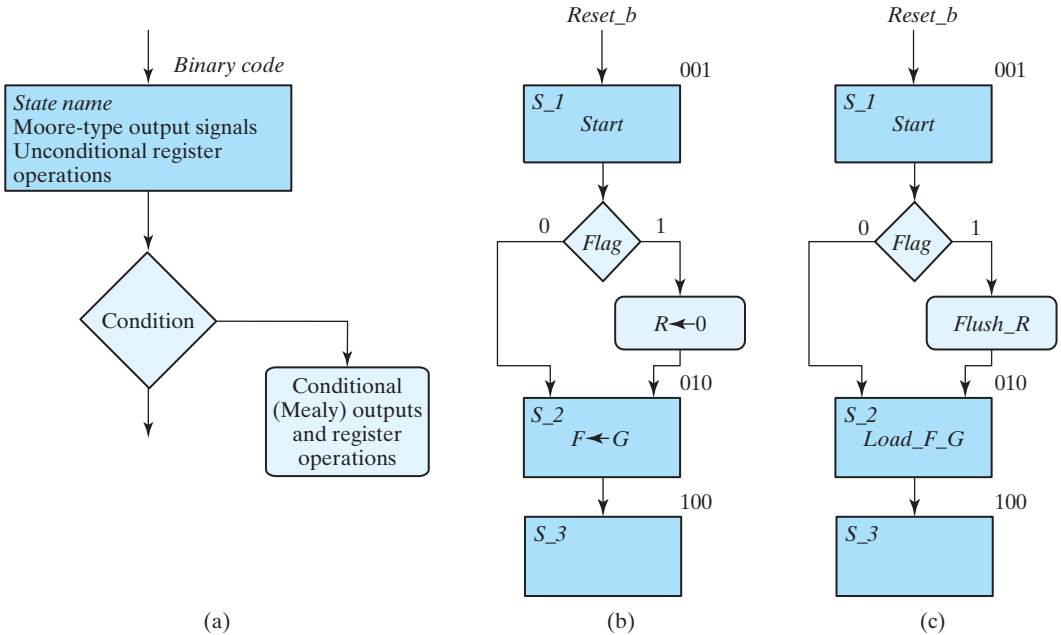 Binary code
State name
Moore-type output signals
Unconditional register
operations
Condition
Conditional
(Mealy) outputs
and register
operations
(a)
Reset_b
001
S_1
Start
0
1
Flag
R←0
010
S_2
F←G
100
S_3
(b)
Reset_b
001
S_1
Start
0
1
Flag
Flush_R
010
S_2
Load_F_G
100
S_3
(c)